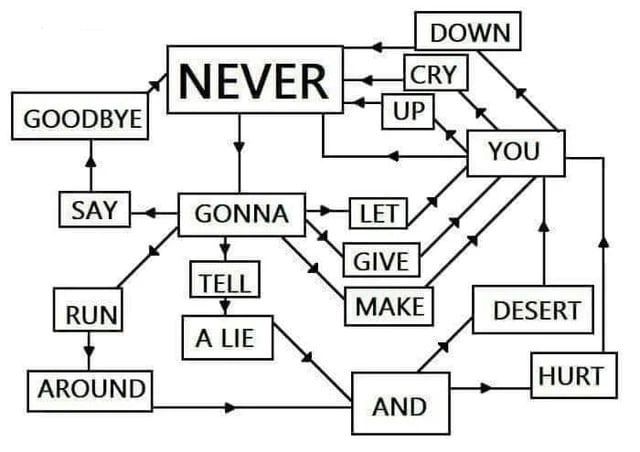 DOWN
NEVER
CRY
UP
GOODBYE
YOU
SAY
GONNA
LET
GIVE
TELL
MAKE
RUN
DESERT
A LIE
AROUND
AND
HURT